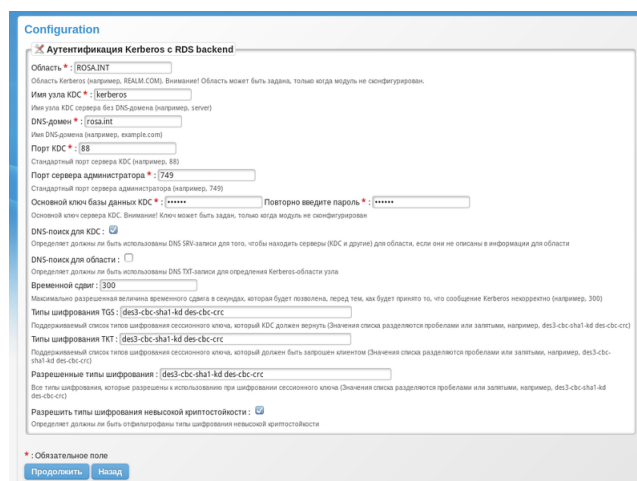 Configuration
Аутентификация Kerberos с RDS backend
Область * : ROSA.INT
Область Kerberos (например, REALM.COM). Внимание! Область может быть задана, только когда модуль не сконфигурирован.
Имя узла KDC * : kerberos
Имя узла KDC сервера без DNS-домена (например, server)
DNS-домен * : rosa.int
Имя DNS-домена (например, example.com)
Порт KDC * : 88
Стандартный порт сервера KDC (например, 88)
Порт сервера администратора * : 749
Стандартный порт сервера администратора (например, 749)
Основной ключ базы данных KDC * : •••••• Повторно введите пароль * : ••••••
Основной ключ сервера KDC. Внимание! Ключ может быть задан, только когда модуль не сконфигурирован
DNS-поиск для KDC :
Определяет должны ли быть использованы DNS SRV-записи для того, чтобы находить серверы (KDC и другие) для области, если они не описаны в информации для области
DNS-поиск для области :
Определяет должны ли быть использованы DNS TXT-записи для опредления Kerberos-области узла
Временной сдвиг : 300
Максимально разрешенная величина временного сдвига в секундах, которая будет позволена, перед тем, как будет принято то, что сообщение Kerberos некорректно (например, 300)
Типы шифрования TGS : des3-cbc-sha1-kd des-cbc-crc
Поддерживаемый список типов шифрования сессионного ключа, который KDC должен вернуть (Значения списка разделяются пробелами или запятыми, например, des3-cbc-sha1-kd des-cbc-crc)
Типы шифрования TKT : des3-cbc-sha1-kd des-cbc-crc
Поддерживаемый список типов шифрования сессионного ключа, который должен быть запрошен клиентом (Значения списка разделяются пробелами или запятыми, например, des3-cbc-
sha1-kd des-cbc-crc)
Разрешенные типы шифрования : des3-cbc-sha1-kd des-cbc-crc
Все типы шифрования, которые разрешены к использованию при шифровании сессионного ключа (Значения списка разделяются пробелами или запятыми, например, des3-cbc-sha1-kd
des-cbc-crc)
Разрешить типы шифрования невысокой криптостойкости :
Определяет должны ли быть отфильтрофаны типы шифрования невысокой криптостойкости
* : Обязательное поле
Продолжить Назад